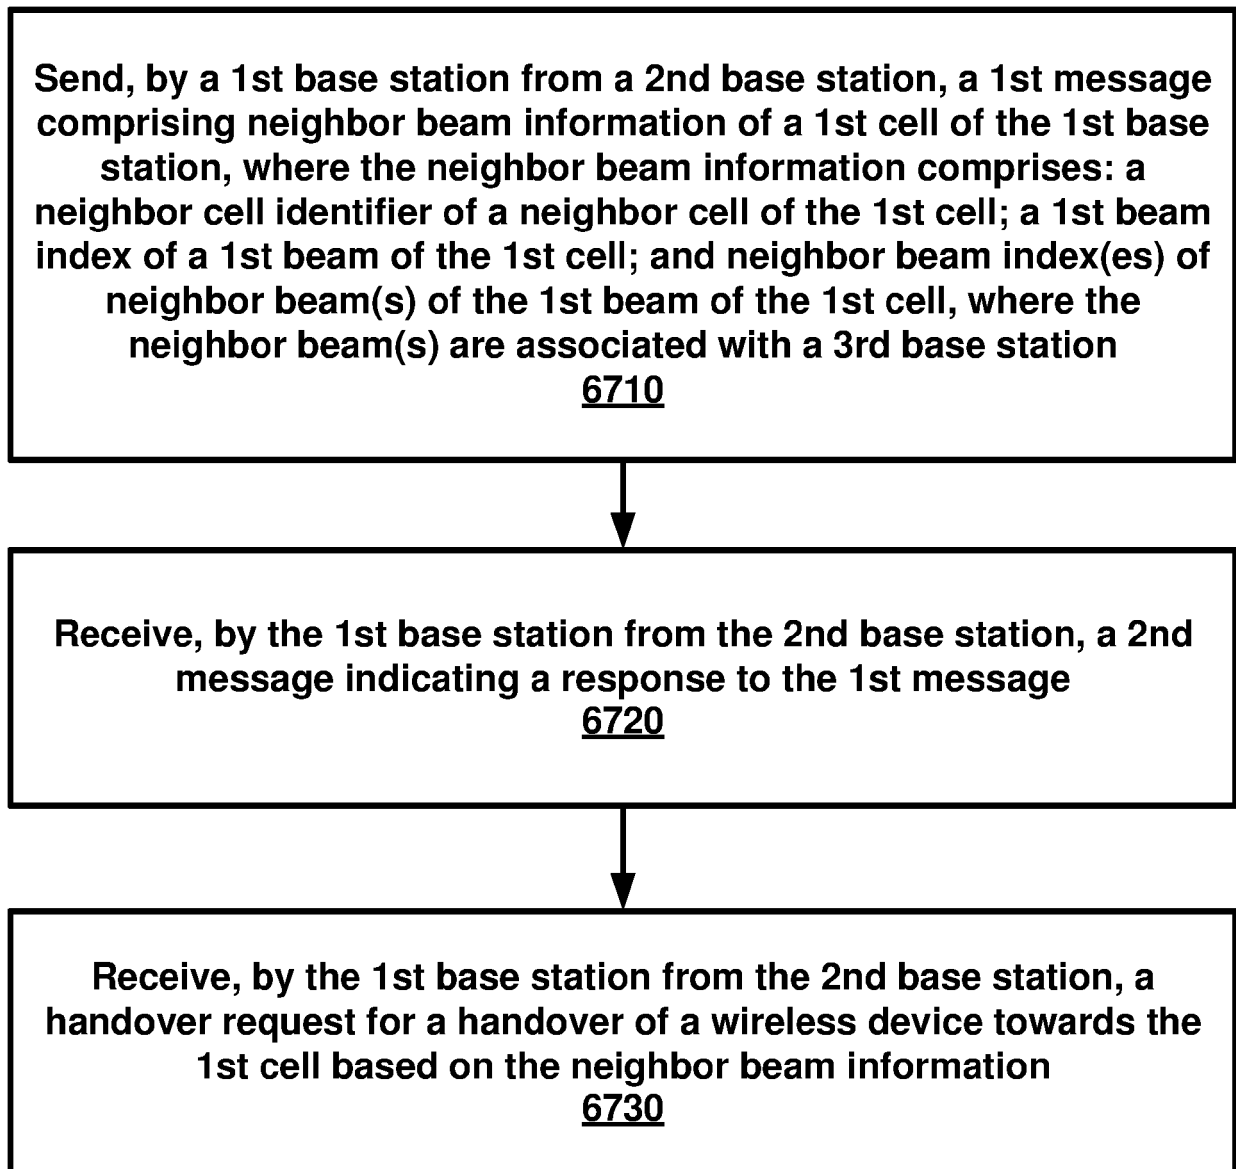 Send, by a 1st base station from a 2nd base station, a 1st message
comprising neighbor beam information of a 1st cell of the 1st base
station, where the neighbor beam information comprises: a
neighbor cell identifier of a neighbor cell of the 1st cell; a 1st beam
index of a 1st beam of the 1st cell; and neighbor beam index(es) of
neighbor beam(s) of the 1st beam of the 1st cell, where the
neighbor beam(s) are associated with a 3rd base station
6710
Receive, by the 1st base station from the 2nd base station, a 2nd
message indicating a response to the 1st message
6720
Receive, by the 1st base station from the 2nd base station, a
handover request for a handover of a wireless device towards the
1st cell based on the neighbor beam information
6730